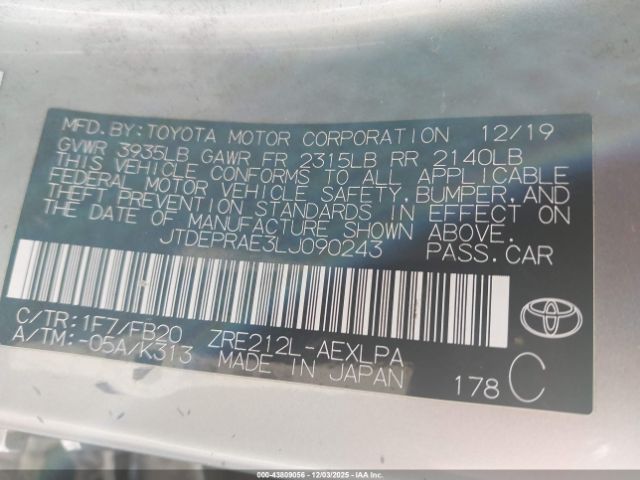 MFD. BY: TOYOTA MOTOR CORPORATION 12/19
GVWR 3935LB GAWR FR 2315LB RR 2140LB
THIS VEHICLE CONFORMS TO ALL APPLICABLE
FEDERAL MOTOR VEHICLE SAFETY, BUMPER, AND
THEFT PREVENTION STANDARDS IN EFFECT ON
THE DATE OF MANUFACTURE SHOWN ABOVE.
JTDEPRAE3LJ090243 PASS. CAR
C/TR: 1F7/FB20 ZRE212L-AEXLPA
A/TM: -05A/K313 MADE IN JAPAN
178 C
TOYOTA
000-43809056 - 12/03/2025 - IAA Inc.